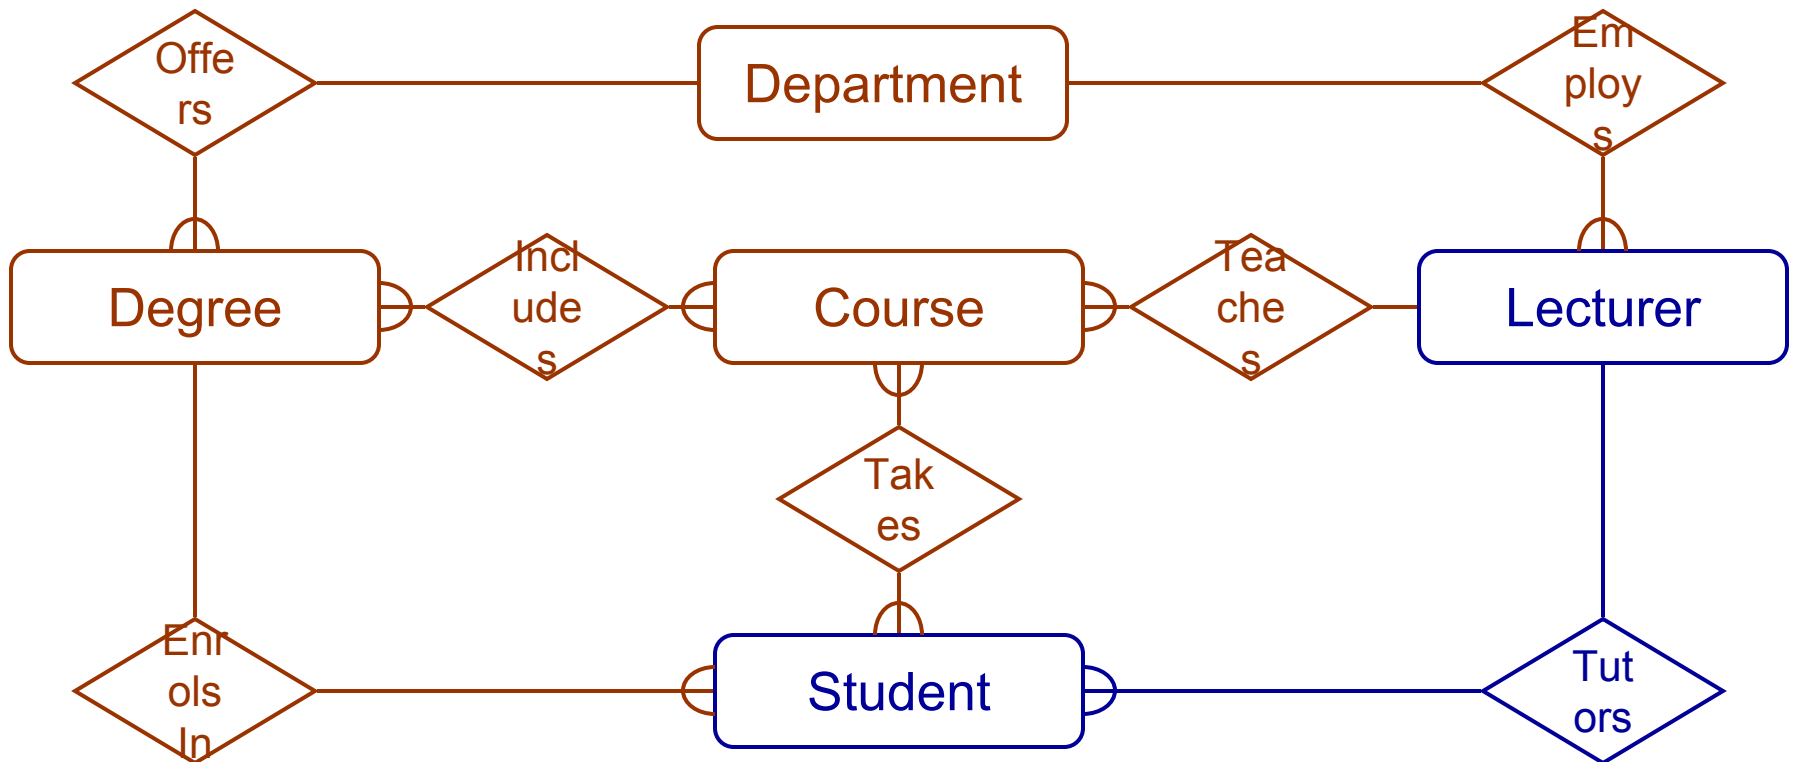 Offe
rs
Department
Em
ploy
s
Degree
Incl
ude
s
Course
Tea
che
s
Lecturer
Tak
es
Enr
ols
In
Student
Tut
ors